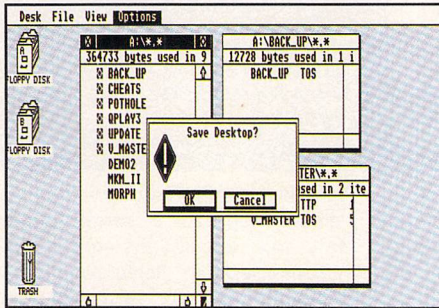 Desk File View Options
A:\*.*
364733 bytes used in 9
BACK_UP
CHEATS
POTHOLE
QPLAY3
UPDATE
V_MASTE
DEMO2
MKM_II
MORPH
A:\BACK_UP\*.*
12728 bytes used in 1 i
BACK_UP TOS
A
FLOPPY DISK
B
FLOPPY DISK
Save Desktop?
OK
Cancel
TER\*.*
sed in 2 ite
TTP
V_MASTER TOS
TRASH